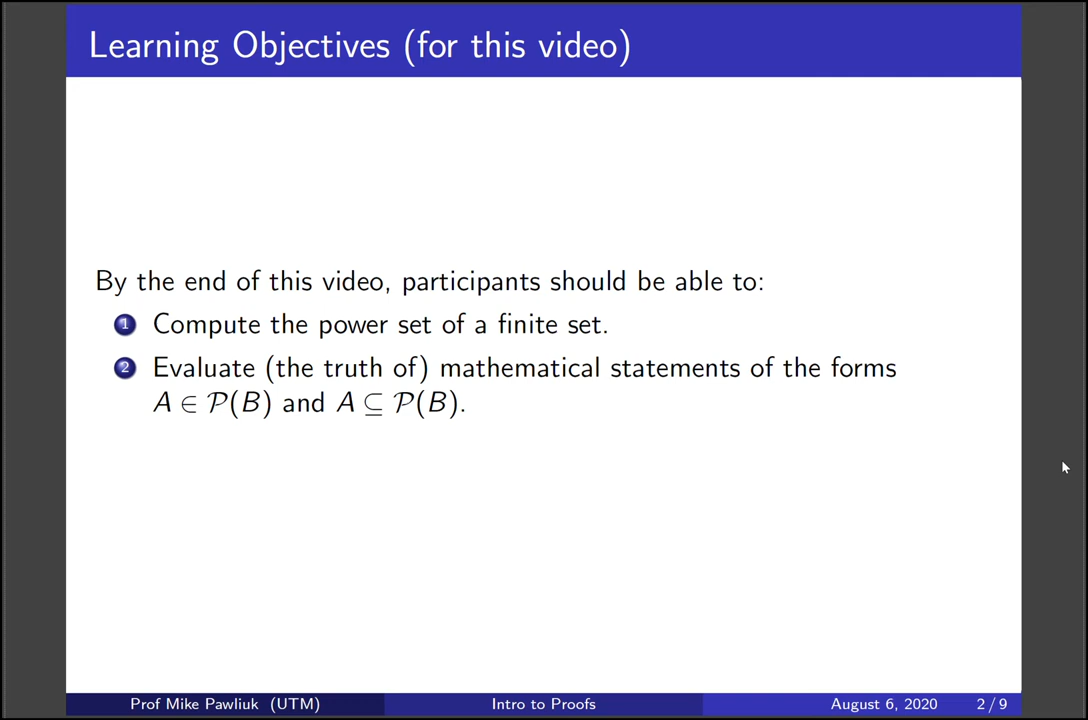 Learning Objectives (for this video)
By the end of this video, participants should be able to:
1 Compute the power set of a finite set.
2 Evaluate (the truth of) mathematical statements of the forms
A ∈ 𝒫(B) and A ⊆ 𝒫(B).
Prof Mike Pawliuk (UTM) Intro to Proofs August 6, 2020 2 / 9